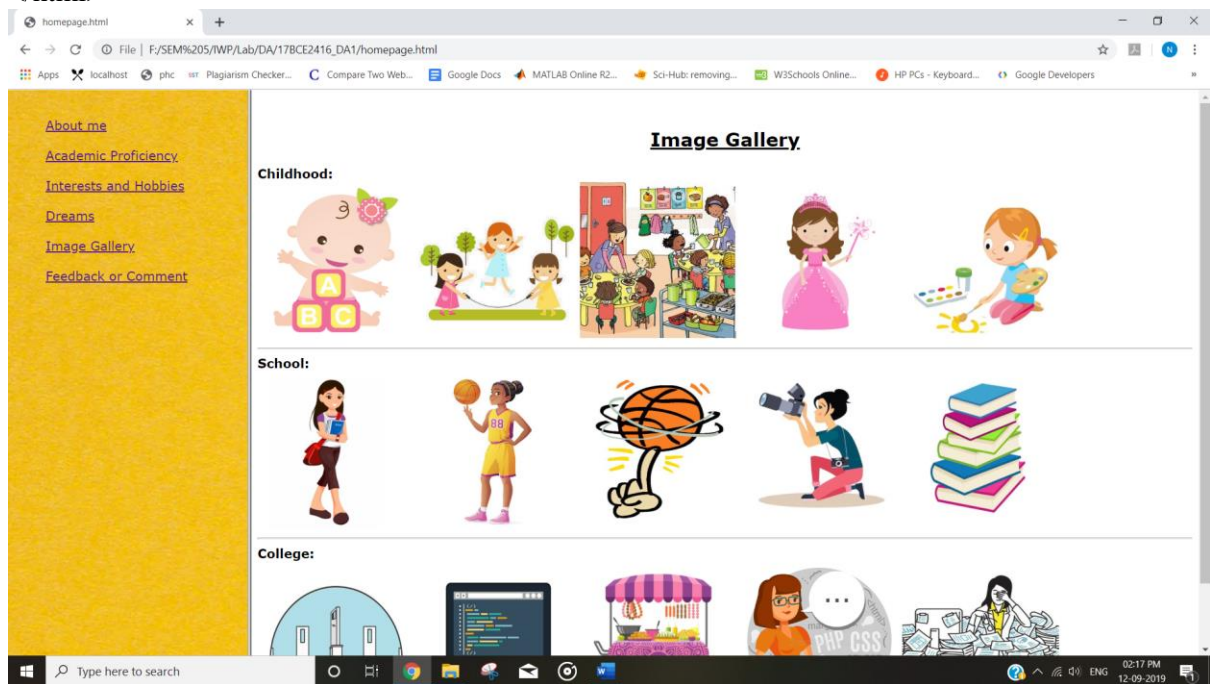 homepage.html
File | F:/SEM%205/IWP/Lab/DA/17BCE2416_DA1/homepage.html
N
Apps localhost phc Plagiarism Checker... Compare Two Web... Google Docs MATLAB Online R2... Sci-Hub: removing... W3Schools Online... HP PCs - Keyboard... Google Developers
About me
Academic Proficiency
Interests and Hobbies
Dreams
Image Gallery
Feedback or Comment
Image Gallery
Childhood:
A
B C
School:
88
College:
PHP CSS
Type here to search
ENG
02:17 PM
12-09-2019